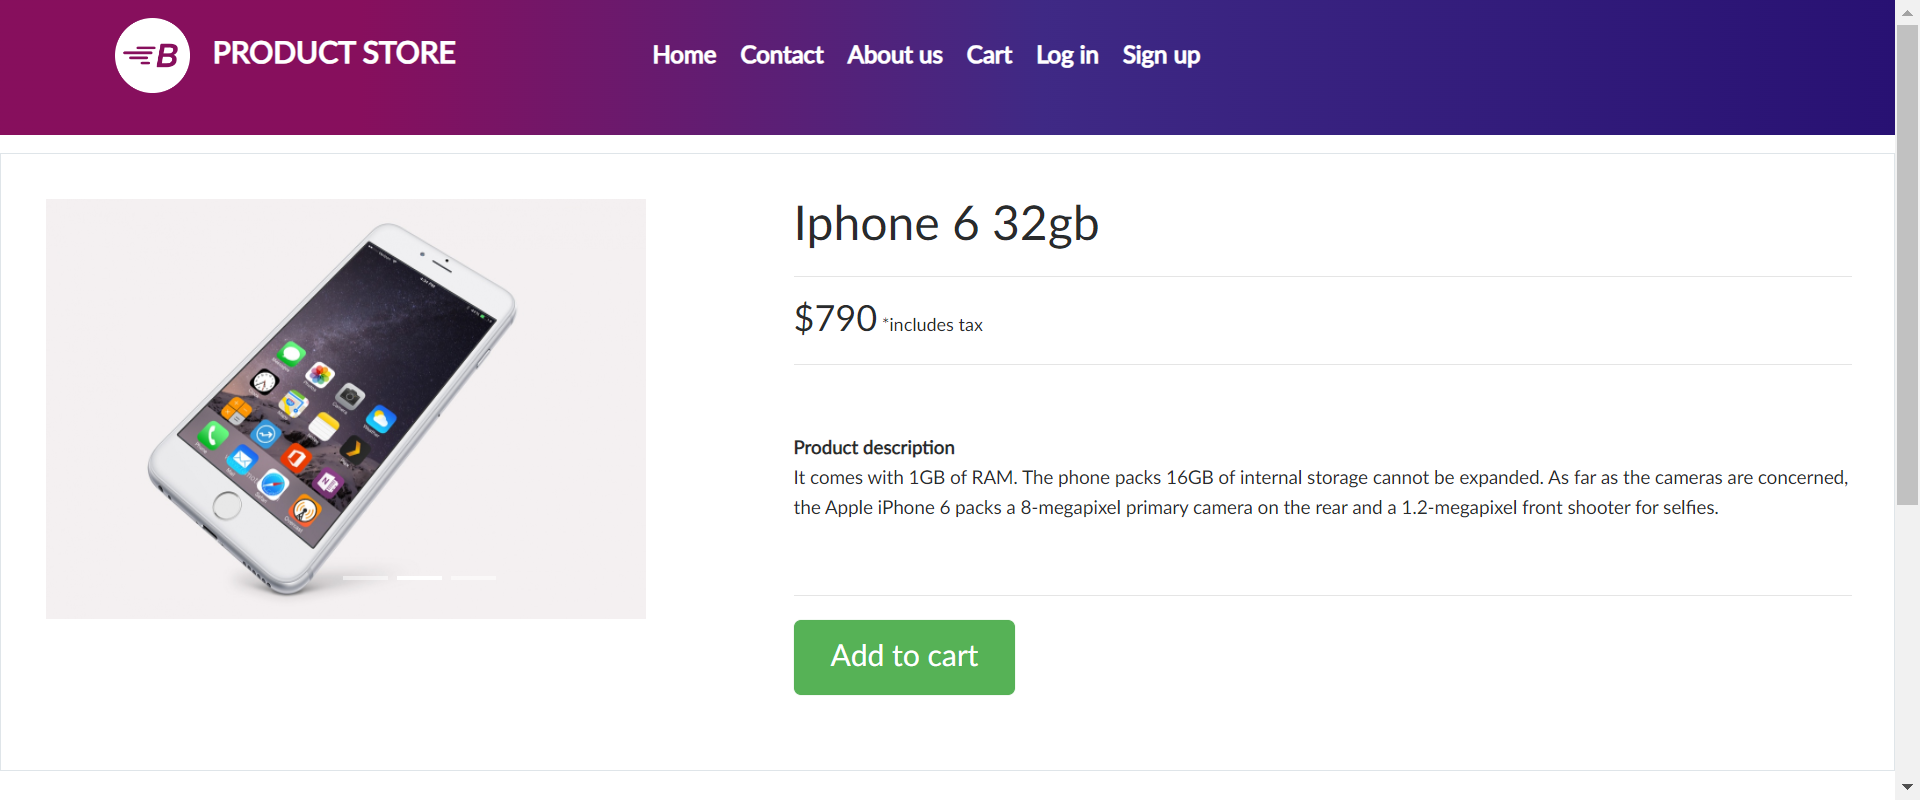 B PRODUCT STORE Home Contact About us Cart Log in Sign up
Iphone 6 32gb
$790 *includes tax
Product description
It comes with 1GB of RAM. The phone packs 16GB of internal storage cannot be expanded. As far as the cameras are concerned,
the Apple iPhone 6 packs a 8-megapixel primary camera on the rear and a 1.2-megapixel front shooter for selfies.
Add to cart